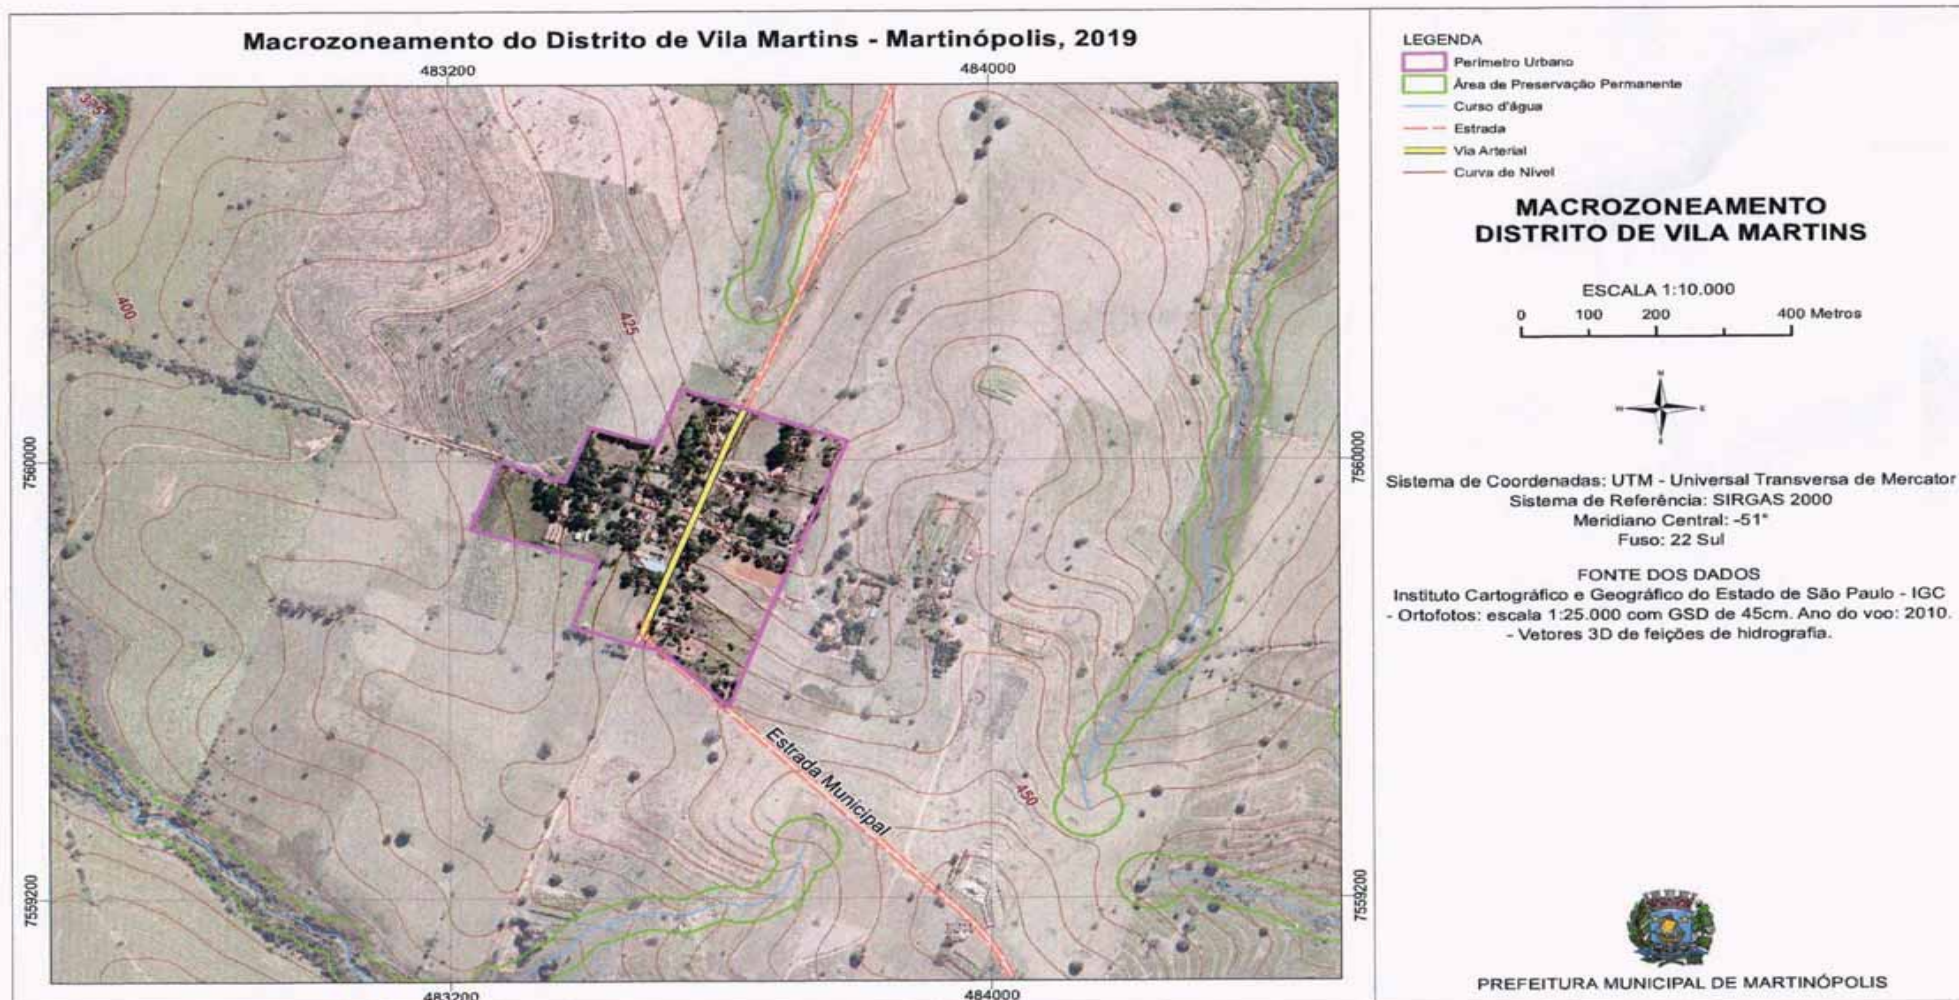 Macrozoneamento do Distrito de Vila Martins - Martinópolis, 2019
483200
484000
395
400
425
7560000
7560000
Estrada Municipal
450
7559200
7559200
483200
484000
LEGENDA
Perímetro Urbano
Área de Preservação Permanente
Curso d'água
Estrada
Via Arterial
Curva de Nível
MACROZONEAMENTO
DISTRITO DE VILA MARTINS
ESCALA 1:10.000
0 100 200 400 Metros
N
W E
S
Sistema de Coordenadas: UTM - Universal Transversa de Mercator
Sistema de Referência: SIRGAS 2000
Meridiano Central: -51°
Fuso: 22 Sul
FONTE DOS DADOS
Instituto Cartográfico e Geográfico do Estado de São Paulo - IGC
- Ortofotos: escala 1:25.000 com GSD de 45cm. Ano do voo: 2010.
- Vetores 3D de feições de hidrografia.
PREFEITURA MUNICIPAL DE MARTINÓPOLIS